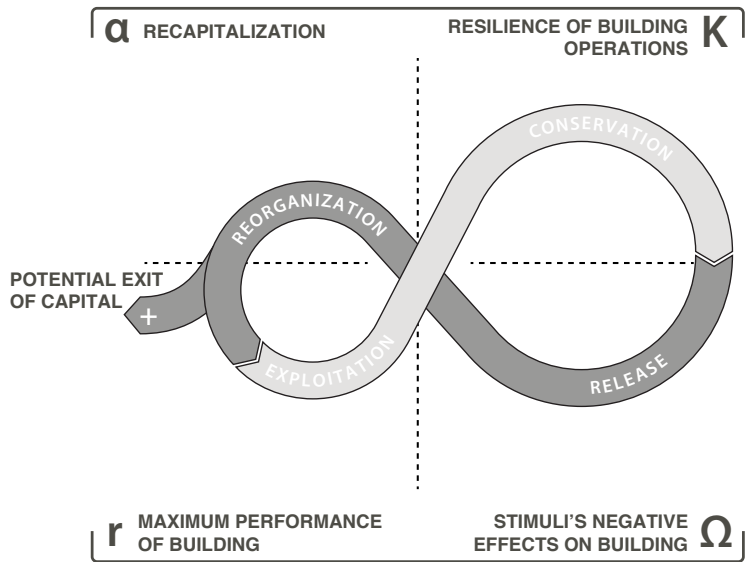 α RECAPITALIZATION
RESILIENCE OF BUILDING
OPERATIONS K
CONSERVATION
REORGANIZATION
POTENTIAL EXIT
OF CAPITAL
+
EXPLOITATION
RELEASE
r MAXIMUM PERFORMANCE
OF BUILDING
STIMULI'S NEGATIVE
EFFECTS ON BUILDING Ω